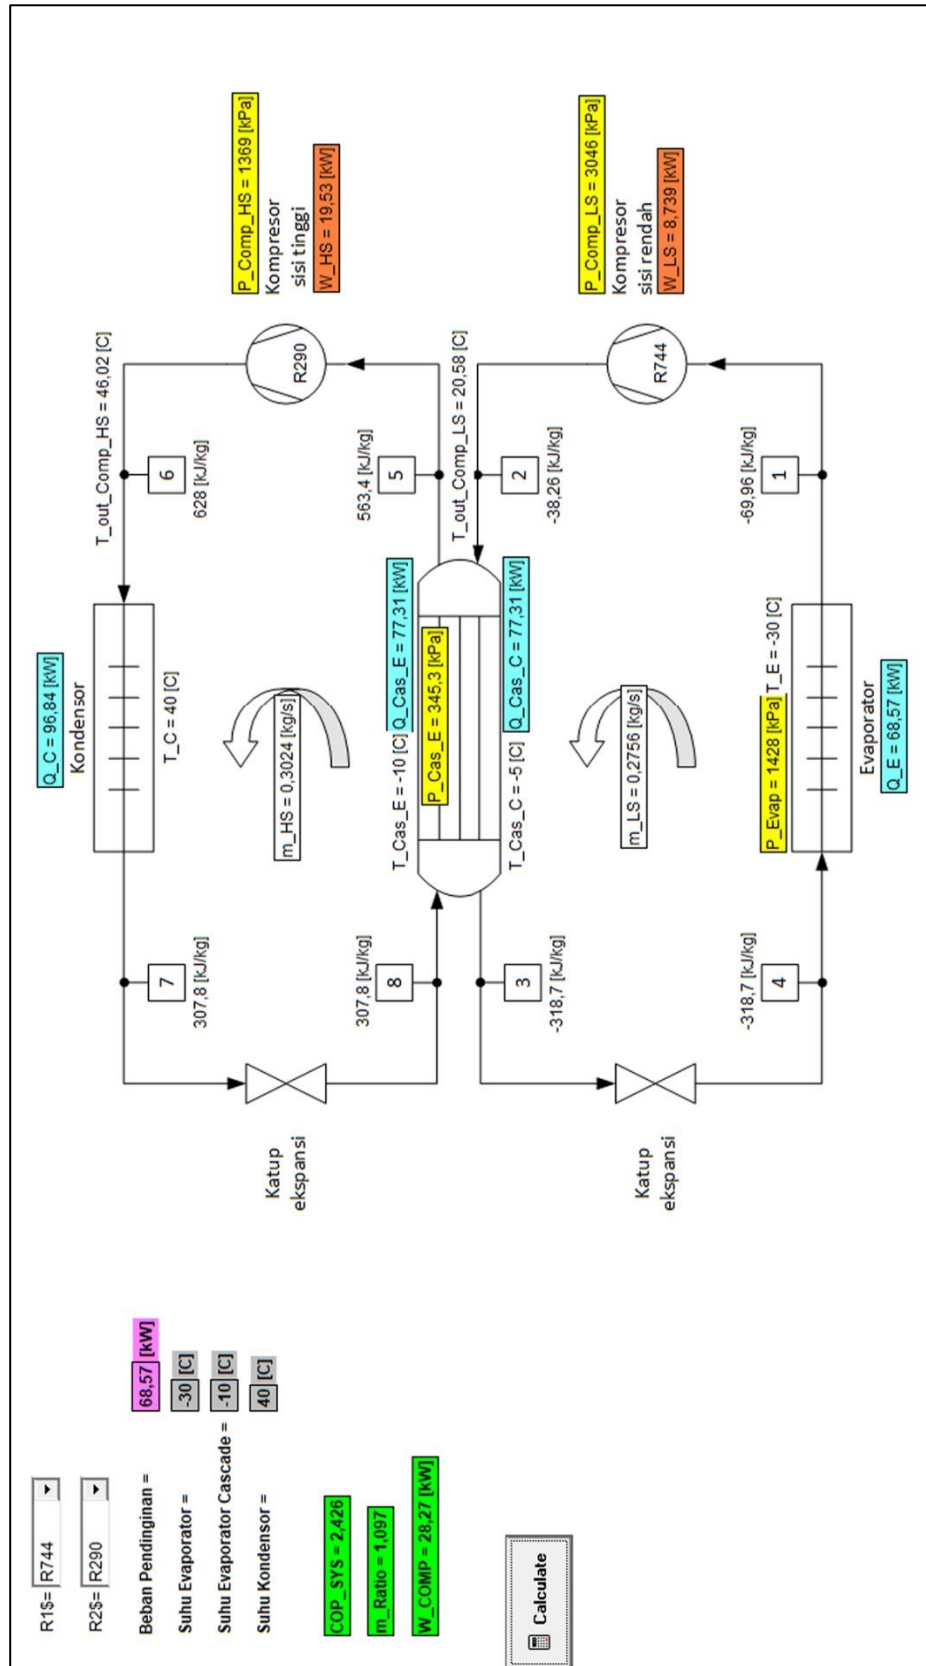 R1$= R744
R2$= R290
Beban Pendinginan = 68,57 [kW]
Suhu Evaporator = -30 [C]
Suhu Evaporator Cascade = -10 [C]
Suhu Kondensor = 40 [C]
COP_SYS = 2,426
m_Ratio = 1,097
W_COMP = 28,27 [kW]
Calculate
Q_C = 96,84 [kW]
Kondensor
T_C = 40 [C]
T_out_Comp_HS = 46,02 [C]
7
307,8 [kJ/kg]
6
628 [kJ/kg]
P_Comp_HS = 1369 [kPa]
Kompresor
sisi tinggi
W_HS = 19,53 [kW]
R290
m_HS = 0,3024 [kg/s]
Katup
ekspansi
307,8 [kJ/kg]
8
563,4 [kJ/kg]
5
T_Cas_E = -10 [C]
Q_Cas_E = 77,31 [kW]
P_Cas_E = 345,3 [kPa]
T_Cas_C = -5 [C]
Q_Cas_C = 77,31 [kW]
T_out_Comp_LS = 20,58 [C]
3
-318,7 [kJ/kg]
2
-38,26 [kJ/kg]
P_Comp_LS = 3046 [kPa]
Kompresor
sisi rendah
W_LS = 8,739 [kW]
R744
m_LS = 0,2756 [kg/s]
Katup
ekspansi
-318,7 [kJ/kg]
4
-69,96 [kJ/kg]
1
P_Evap = 1428 [kPa]
T_E = -30 [C]
Evaporator
Q_E = 68,57 [kW]